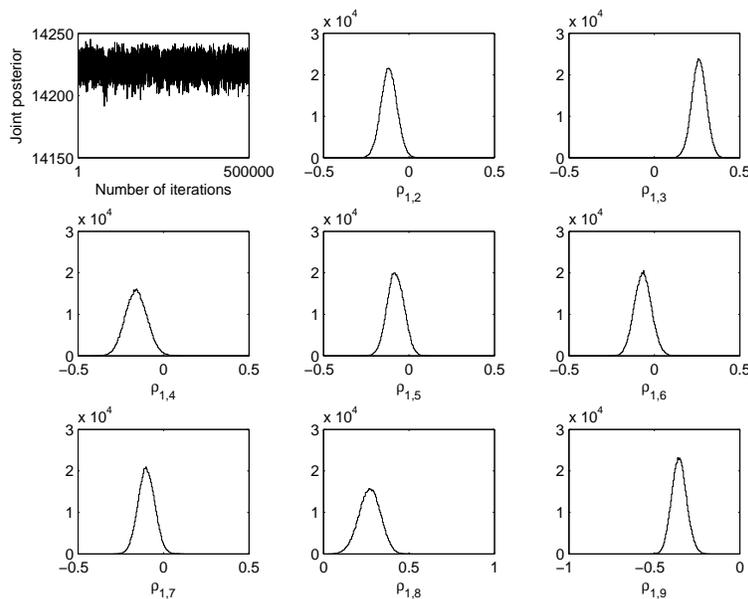 14250
14200
14150
Joint posterior
1 500000
Number of iterations
x 10^4
3
2
1
0
−0.5 0 0.5
ρ1,2
x 10^4
3
2
1
0
−0.5 0 0.5
ρ1,3
x 10^4
3
2
1
0
−0.5 0 0.5
ρ1,4
x 10^4
3
2
1
0
−0.5 0 0.5
ρ1,5
x 10^4
3
2
1
0
−0.5 0 0.5
ρ1,6
x 10^4
3
2
1
0
−0.5 0 0.5
ρ1,7
x 10^4
3
2
1
0
0 0.5 1
ρ1,8
x 10^4
3
2
1
0
−1 −0.5 0
ρ1,9